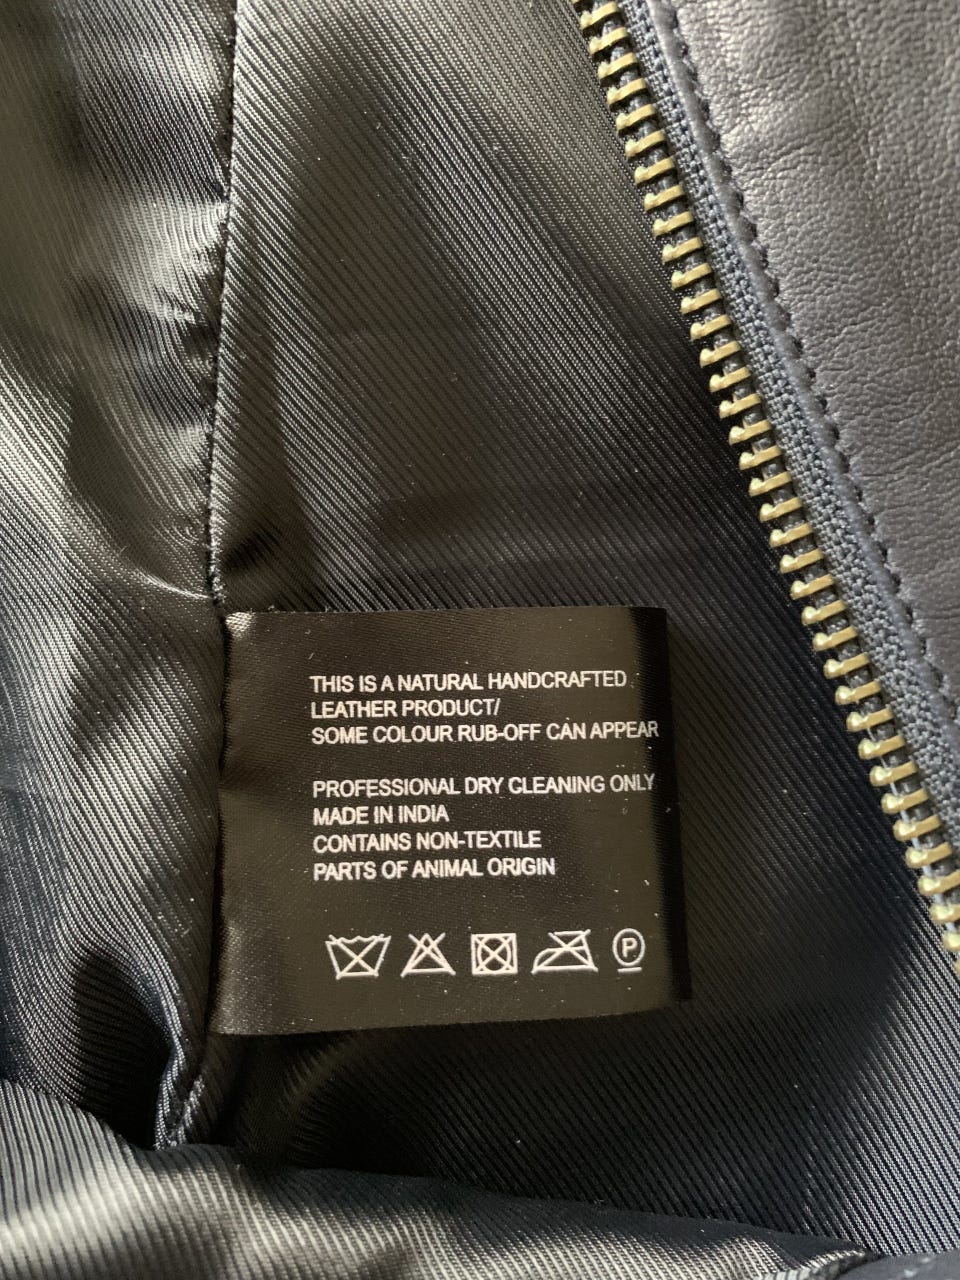 THIS IS A NATURAL HANDCRAFTED
LEATHER PRODUCT/
SOME COLOUR RUB-OFF CAN APPEAR
PROFESSIONAL DRY CLEANING ONLY
MADE IN INDIA
CONTAINS NON-TEXTILE
PARTS OF ANIMAL ORIGIN
P